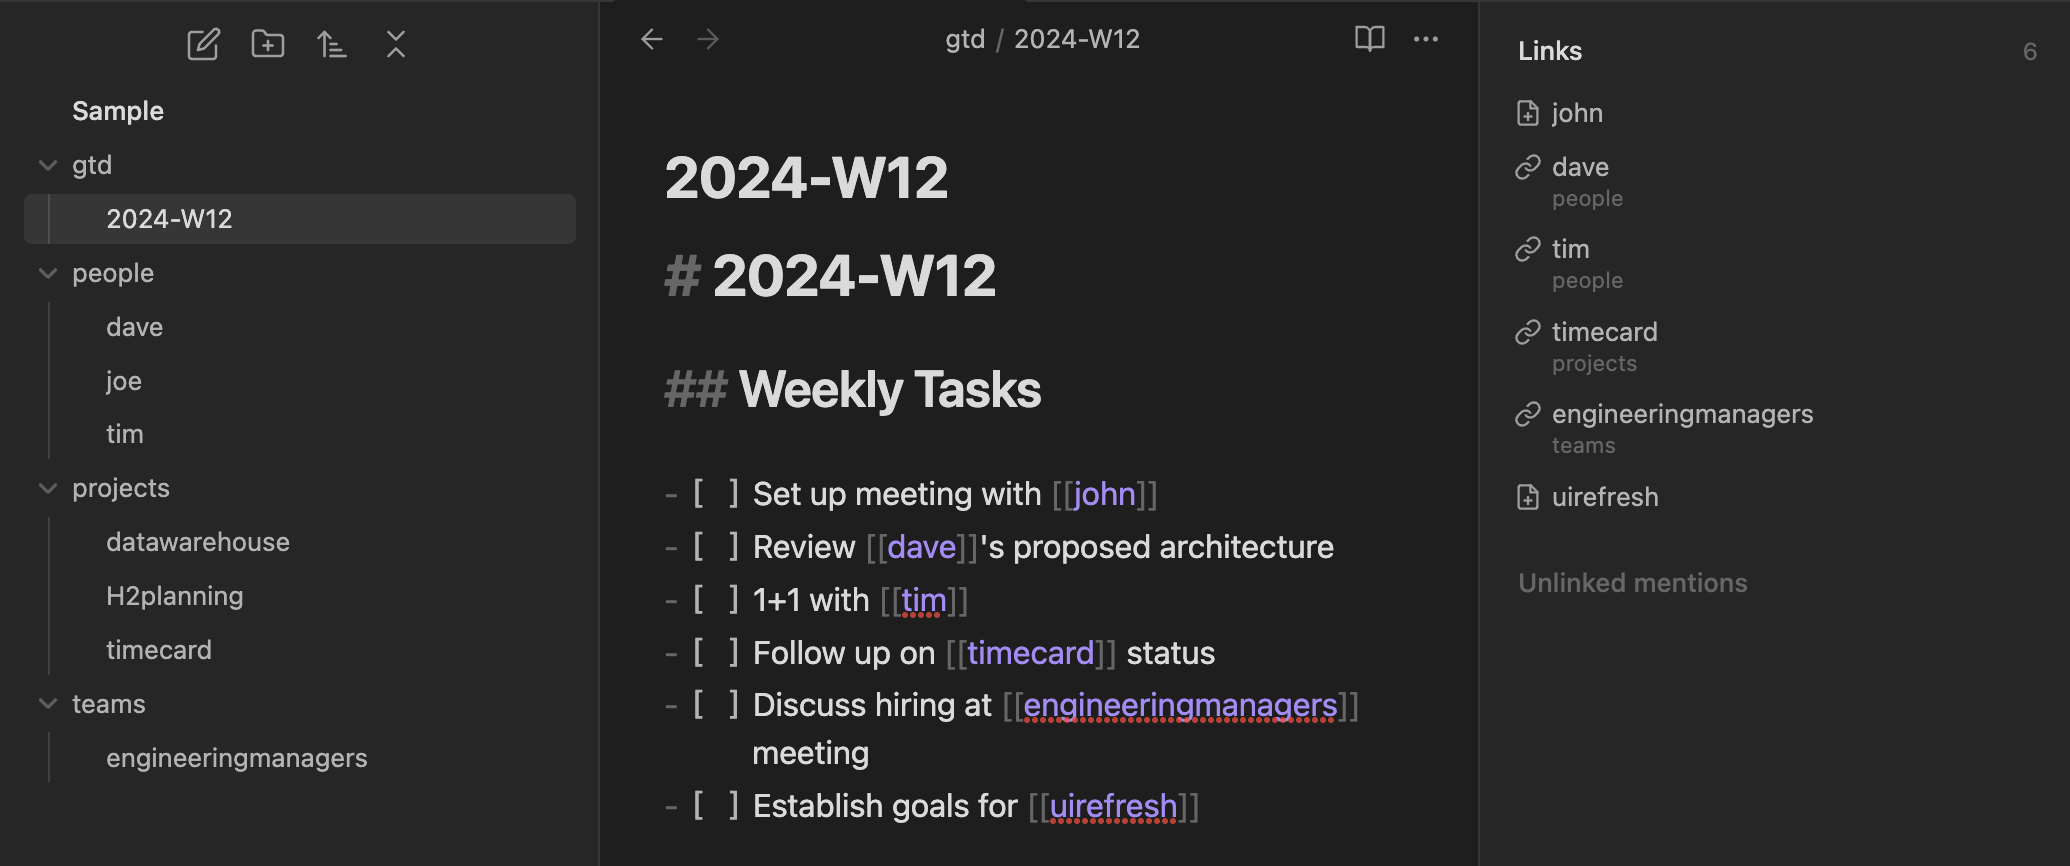 Sample
gtd
2024-W12
people
dave
joe
tim
projects
datawarehouse
H2planning
timecard
teams
engineeringmanagers
gtd / 2024-W12
2024-W12
# 2024-W12
## Weekly Tasks
- [ ] Set up meeting with [[john]]
- [ ] Review [[dave]]'s proposed architecture
- [ ] 1+1 with [[tim]]
- [ ] Follow up on [[timecard]] status
- [ ] Discuss hiring at [[engineeringmanagers]]
meeting
- [ ] Establish goals for [[uirefresh]]
Links 6
john
dave
people
tim
people
timecard
projects
engineeringmanagers
teams
uirefresh
Unlinked mentions